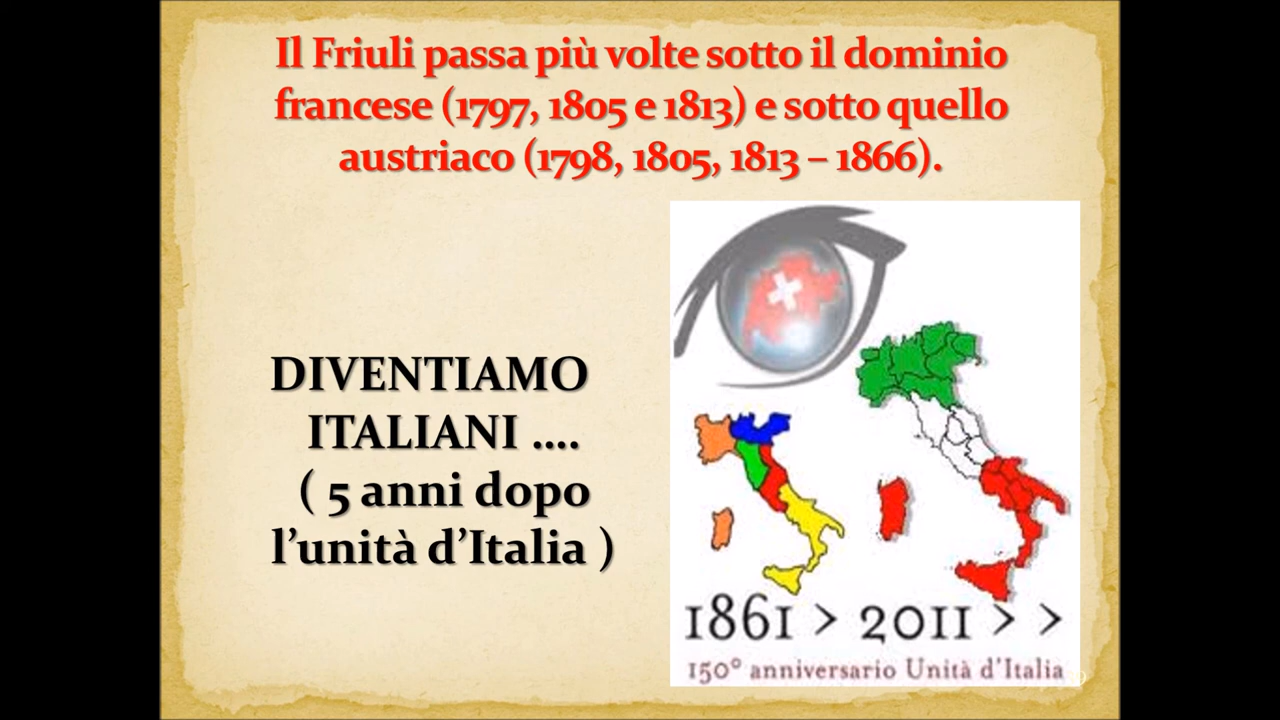 Il Friuli passa più volte sotto il dominio
francese (1797, 1805 e 1813) e sotto quello
austriaco (1798, 1805, 1813 – 1866).
DIVENTIAMO
ITALIANI ....
( 5 anni dopo
l’unità d’Italia )
1861 > 2011 > >
150° anniversario Unità d'Italia